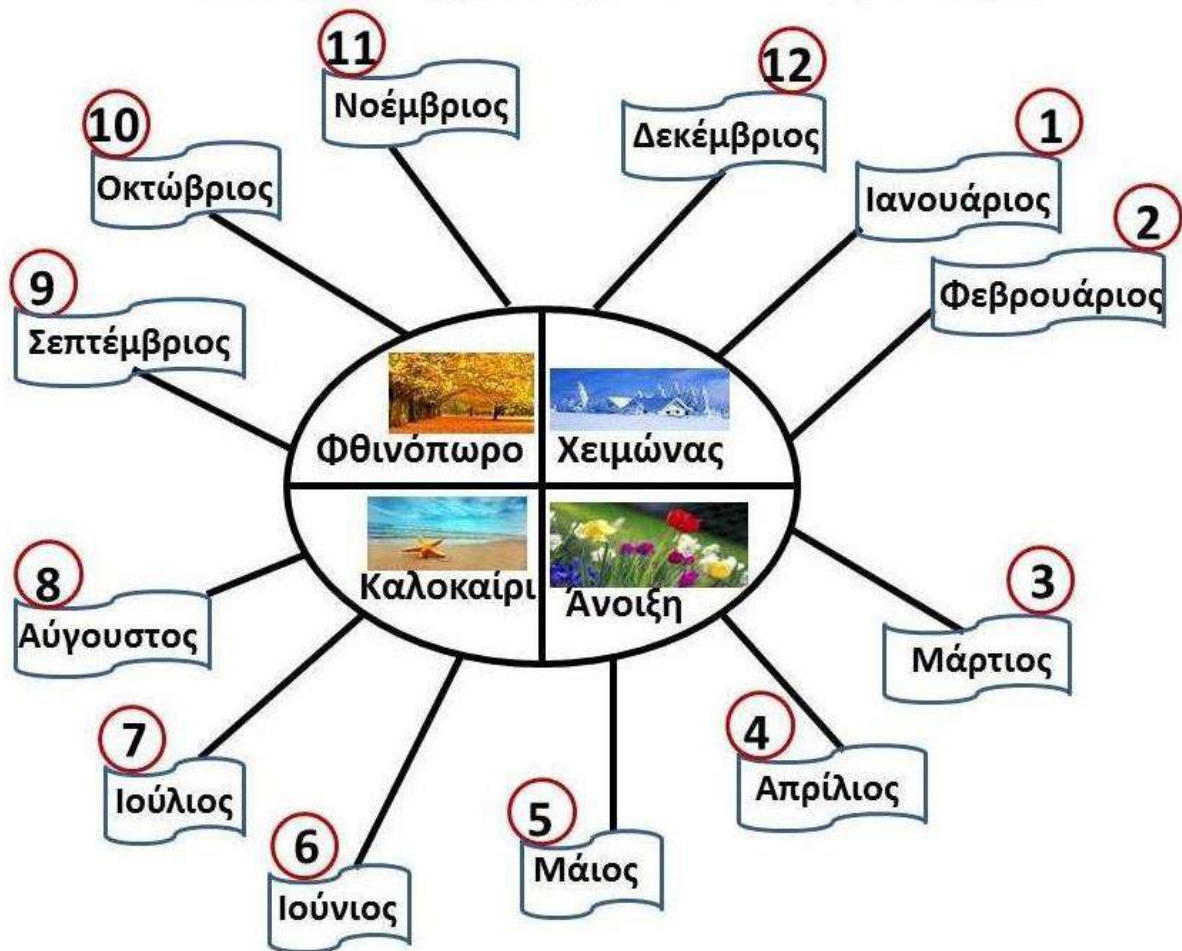 11
Νοέμβριος
12
Δεκέμβριος
10
Οκτώβριος
1
Ιανουάριος
2
Φεβρουάριος
9
Σεπτέμβριος
Φθινόπωρο
Χειμώνας
Καλοκαίρι
Άνοιξη
8
Αύγουστος
3
Μάρτιος
7
Ιούλιος
4
Απρίλιος
6
Ιούνιος
5
Μάιος